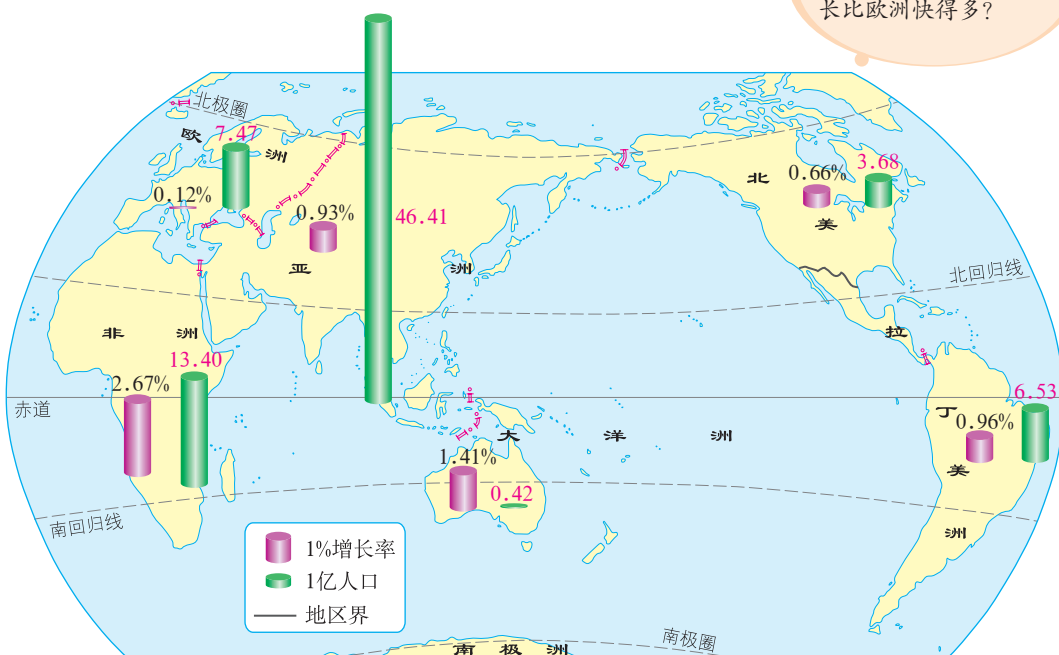 长比欧洲快得多?
北极圈
欧洲
7.47
0.12%
0.93%
46.41
亚洲
北美
0.66%
3.68
北回归线
非洲
13.40
2.67%
赤道
大洋洲
1.41%
0.42
拉丁美洲
6.53
0.96%
南回归线
1%增长率
1亿人口
地区界
南极圈
南极洲